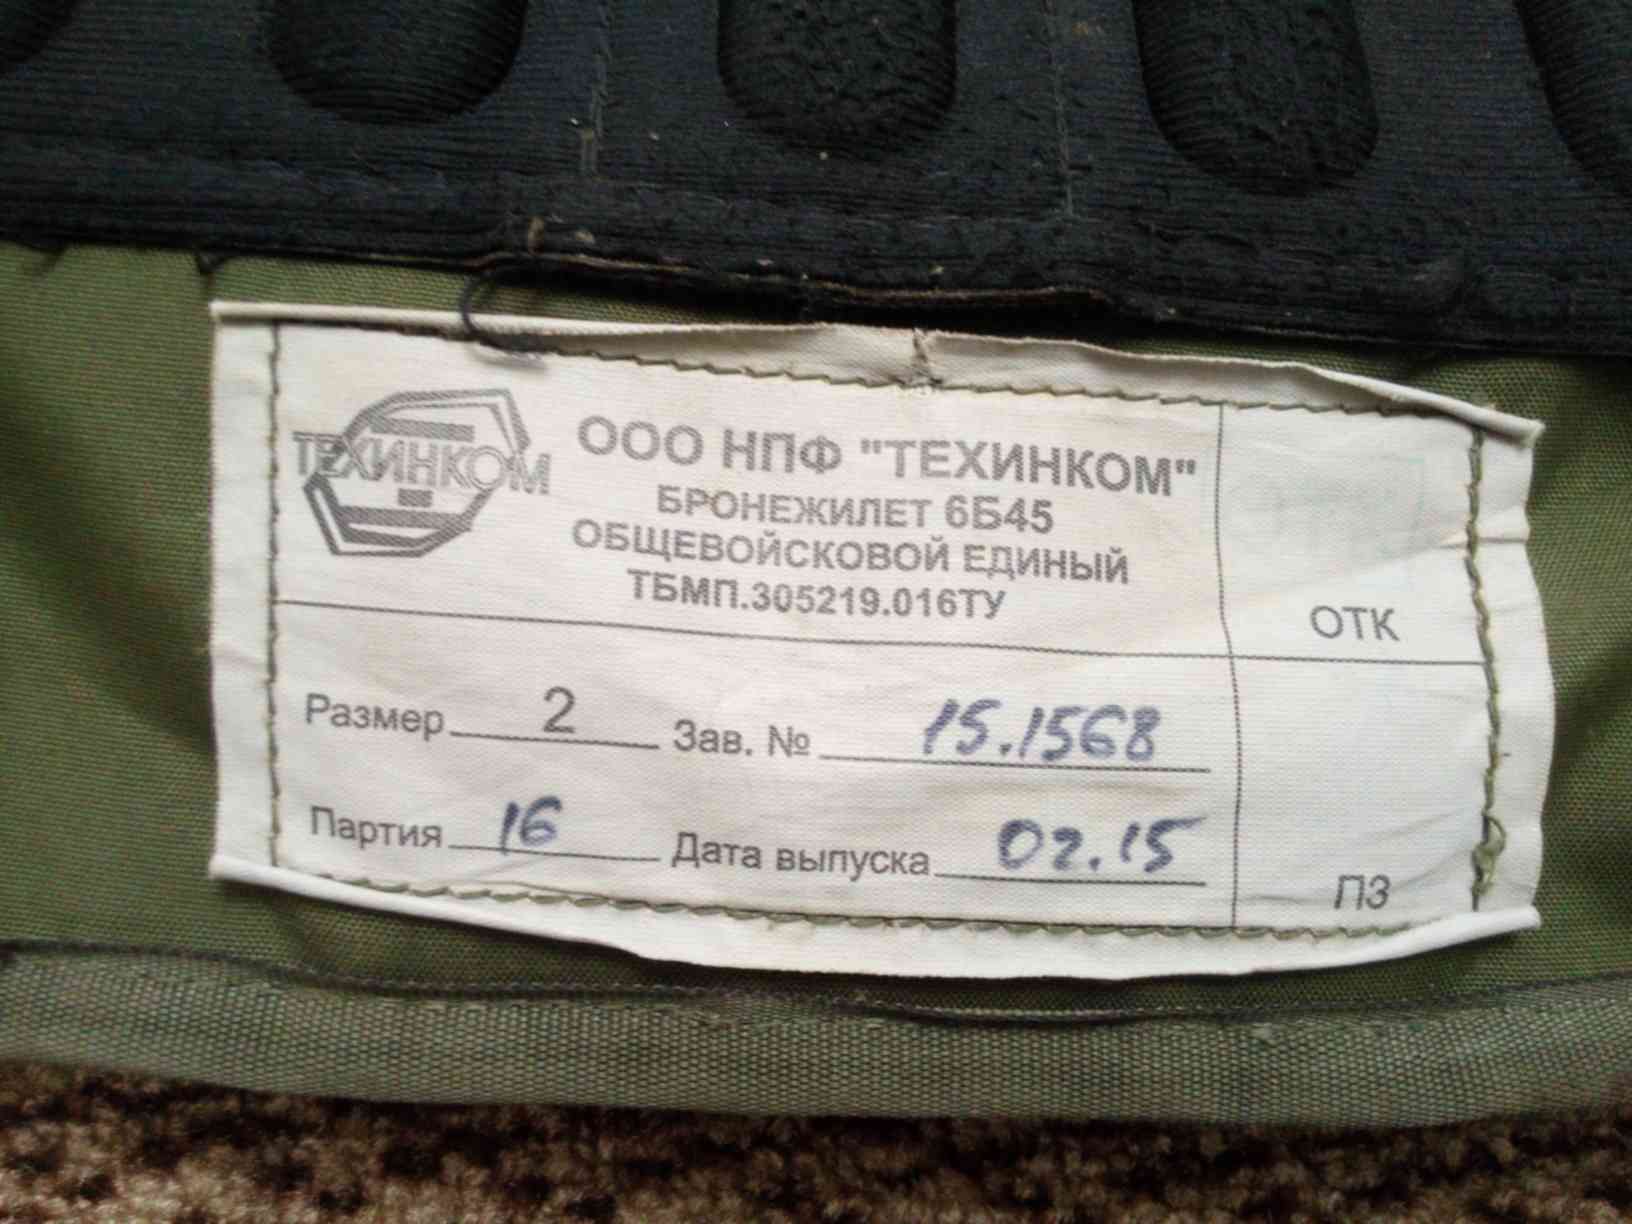 ТЕХИНКОМ
ООО НПФ "ТЕХИНКОМ"
БРОНЕЖИЛЕТ 6Б45
ОБЩЕВОЙСКОВОЙ ЕДИНЫЙ
ТБМП.305219.016ТУ
ОТК
Размер 2 Зав. № 15.1568
Партия 16 Дата выпуска 02.15
ПЗ